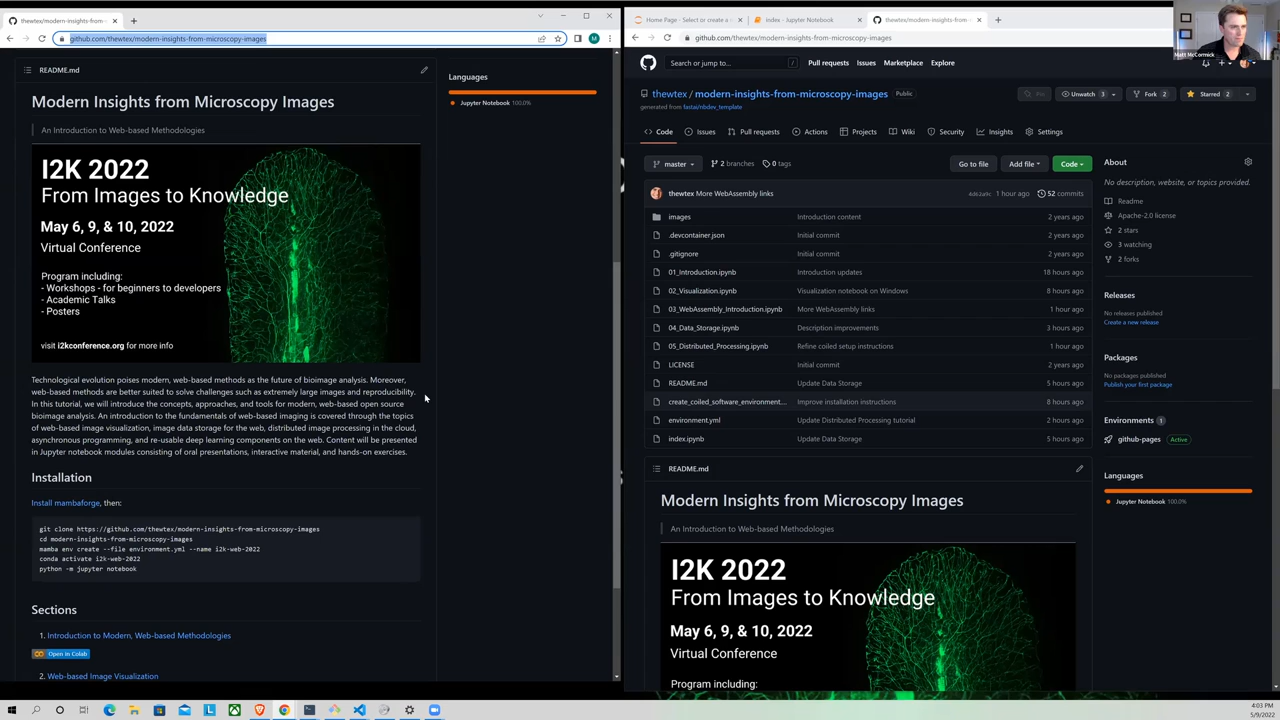 thewtex/modern-insights-from-m
github.com/thewtex/modern-insights-from-microscopy-images
README.md
Modern Insights from Microscopy Images
An Introduction to Web-based Methodologies
I2K 2022
From Images to Knowledge
May 6, 9, & 10, 2022
Virtual Conference
Program including:
- Workshops - for beginners to developers
- Academic Talks
- Posters
visit i2kconference.org for more info
Technological evolution poises modern, web-based methods as the future of bioimage analysis. Moreover,
web-based methods are better suited to solve challenges such as extremely large images and reproducibility.
In this tutorial, we will introduce the concepts, approaches, and tools for modern, web-based open source
bioimage analysis. An introduction to the fundamentals of web-based imaging is covered through the topics
of web-based image visualization, image data storage for the web, distributed image processing in the cloud,
asynchronous programming, and re-usable deep learning components on the web. Content will be presented
in Jupyter notebook modules consisting of oral presentations, interactive material, and hands-on exercises.
Installation
Install mambaforge, then:
git clone https://github.com/thewtex/modern-insights-from-microscopy-images
cd modern-insights-from-microscopy-images
mamba env create --file environment.yml --name i2k-web-2022
conda activate i2k-web-2022
python -m jupyter notebook
Sections
1. Introduction to Modern, Web-based Methodologies
Open in Colab
2. Web-based Image Visualization
Languages
Jupyter Notebook 100.0%
M
Home Page - Select or create a n
index - Jupyter Notebook
thewtex/modern-insights-from-m
github.com/thewtex/modern-insights-from-microscopy-images
Matt McCormick
Search or jump to...
/
Pull requests
Issues
Marketplace
Explore
thewtex / modern-insights-from-microscopy-images
Public
generated from fastai/nbdev_template
Pin
Unwatch 3
Fork 2
Starred 2
Code
Issues
Pull requests
Actions
Projects
Wiki
Security
Insights
Settings
master
2 branches
0 tags
Go to file
Add file
Code
thewtex More WebAssembly links
1 hour ago
52 commits
images Introduction content 2 years ago
.devcontainer.json Initial commit 2 years ago
.gitignore Initial commit 2 years ago
01_Introduction.ipynb Introduction updates 18 hours ago
02_Visualization.ipynb Visualization notebook on Windows 8 hours ago
03_WebAssembly_Introduction.ipynb More WebAssembly links 1 hour ago
04_Data_Storage.ipynb Description improvements 3 hours ago
05_Distributed_Processing.ipynb Refine coiled setup instructions 1 hour ago
LICENSE Initial commit 2 years ago
README.md Update Data Storage 5 hours ago
create_coiled_software_environment... Improve installation instructions 8 hours ago
environment.yml Update Distributed Processing tutorial 2 hours ago
index.ipynb Update Data Storage 5 hours ago
README.md
Modern Insights from Microscopy Images
An Introduction to Web-based Methodologies
I2K 2022
From Images to Knowledge
May 6, 9, & 10, 2022
Virtual Conference
Program including:
About
No description, website, or topics provided.
Readme
Apache-2.0 license
2 stars
3 watching
2 forks
Releases
No releases published
Create a new release
Packages
No packages published
Publish your first package
Environments 1
github-pages Active
Languages
Jupyter Notebook 100.0%
4:03 PM
5/9/2022